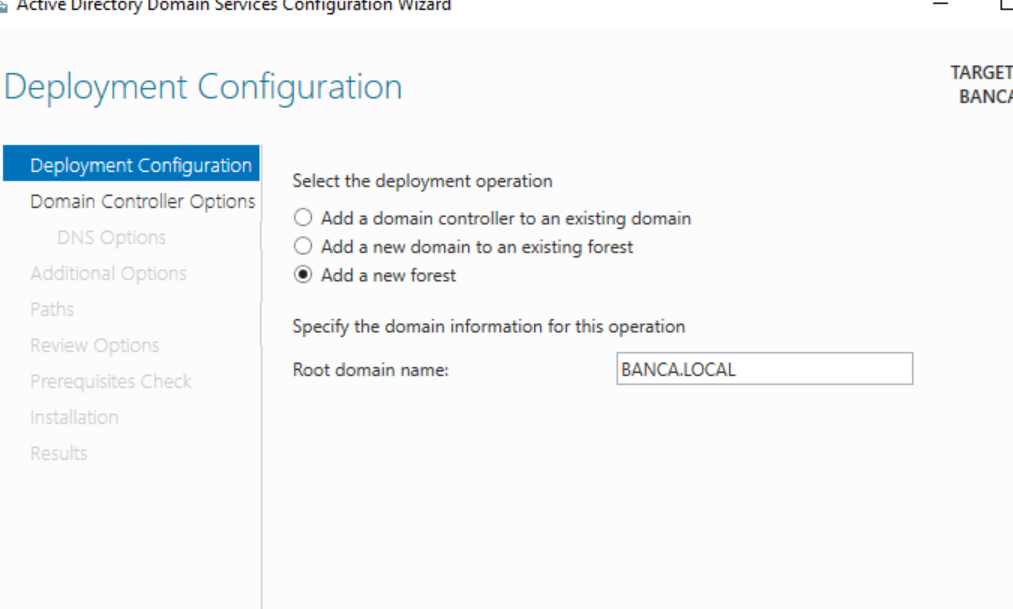 Active Directory Domain Services Configuration Wizard
Deployment Configuration
TARGET
BANCA
Deployment Configuration
Domain Controller Options
DNS Options
Additional Options
Paths
Review Options
Prerequisites Check
Installation
Results
Select the deployment operation
Add a domain controller to an existing domain
Add a new domain to an existing forest
Add a new forest
Specify the domain information for this operation
Root domain name:
BANCA.LOCAL